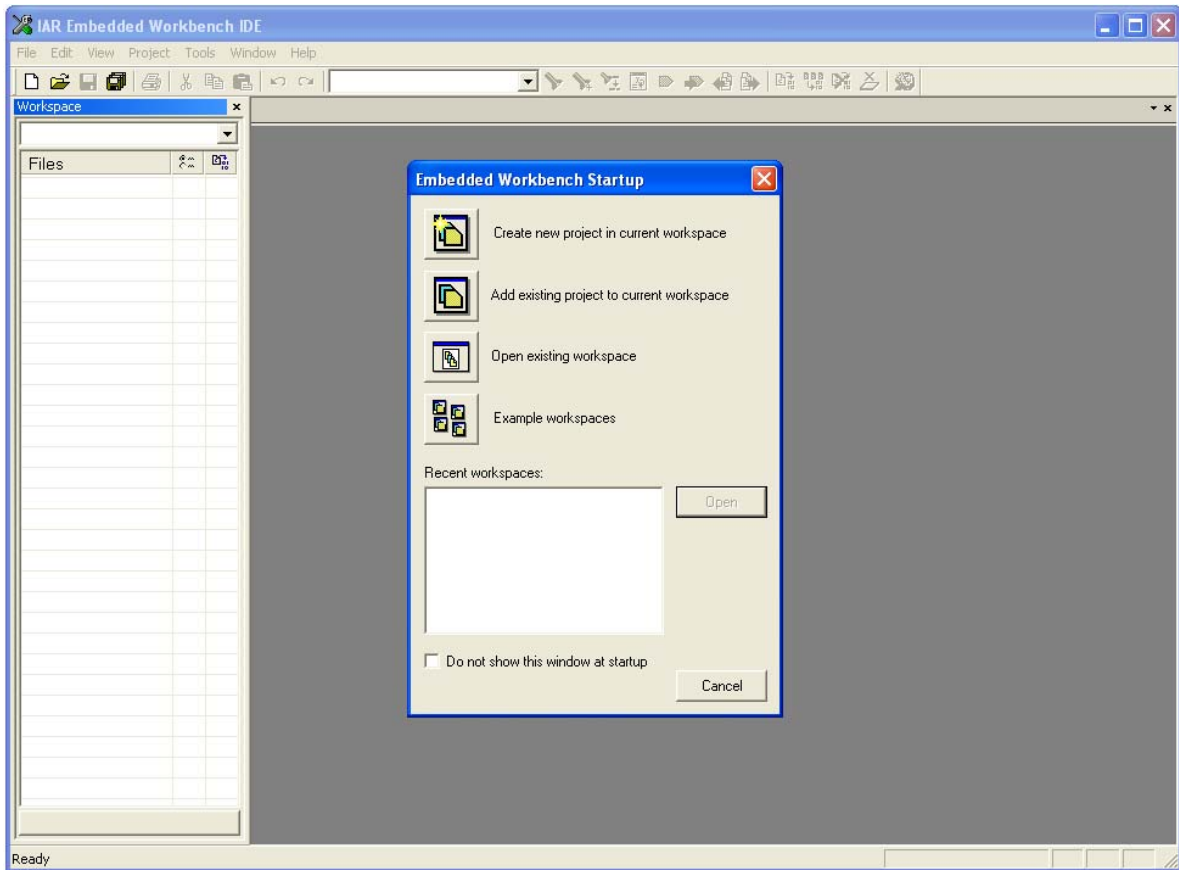 IAR Embedded Workbench IDE
File Edit View Project Tools Window Help
Workspace
Files
Embedded Workbench Startup
Create new project in current workspace
Add existing project to current workspace
Open existing workspace
Example workspaces
Recent workspaces:
Open
Do not show this window at startup
Cancel
Ready